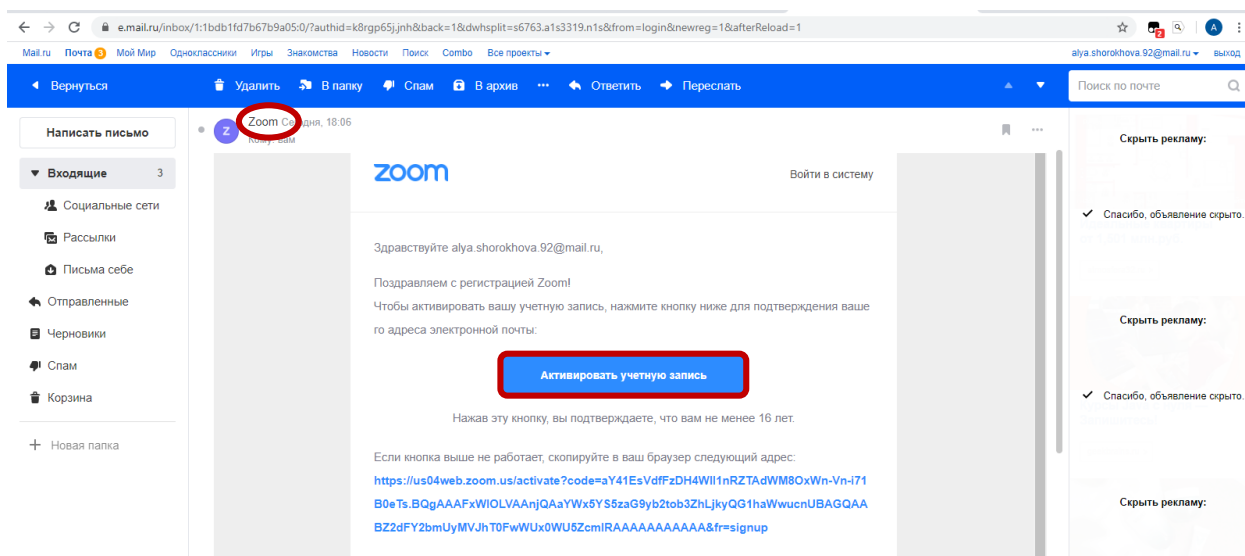 e.mail.ru/inbox/1:1bdb1fd7b67b9a05:0/?authid=k8rgp65j.jnh&back=1&dwhsplit=s6763.a1s3319.n1s&from=login&newreg=1&afterReload=1
2
A
Mail.ru Почта 3 Мой Мир Одноклассники Игры Знакомства Новости Поиск Combo Все проекты
alya.shorokhova.92@mail.ru выход
Вернуться
Удалить В папку Спам В архив Ответить Переслать
Поиск по почте
Написать письмо
Входящие 3
Социальные сети
Рассылки
Письма себе
Отправленные
Черновики
Спам
Корзина
Новая папка
Z
Zoom Сегодня, 18:06
Кому: вам
zoom
Войти в систему
Здравствуйте alya.shorokhova.92@mail.ru,
Поздравляем с регистрацией Zoom!
Чтобы активировать вашу учетную запись, нажмите кнопку ниже для подтверждения ваше
го адреса электронной почты:
Активировать учетную запись
Нажав эту кнопку, вы подтверждаете, что вам не менее 16 лет.
Если кнопка выше не работает, скопируйте в ваш браузер следующий адрес:
https://us04web.zoom.us/activate?code=aY41EsVdfFzDH4WlI1nRZTAdWM8OxWn-Vn-i71
B0eTs.BQgAAAFxWIOLVAAnjQAaYWx5YS5zaG9yb2tob3ZhLjkyQG1haWwucnUBAGQAA
BZ2dFY2bmUyMVJhT0FwWUx0WU5ZcmlRAAAAAAAAAAA&fr=signup
Скрыть рекламу:
Спасибо, объявление скрыто.
Скрыть рекламу:
Спасибо, объявление скрыто.
Скрыть рекламу: